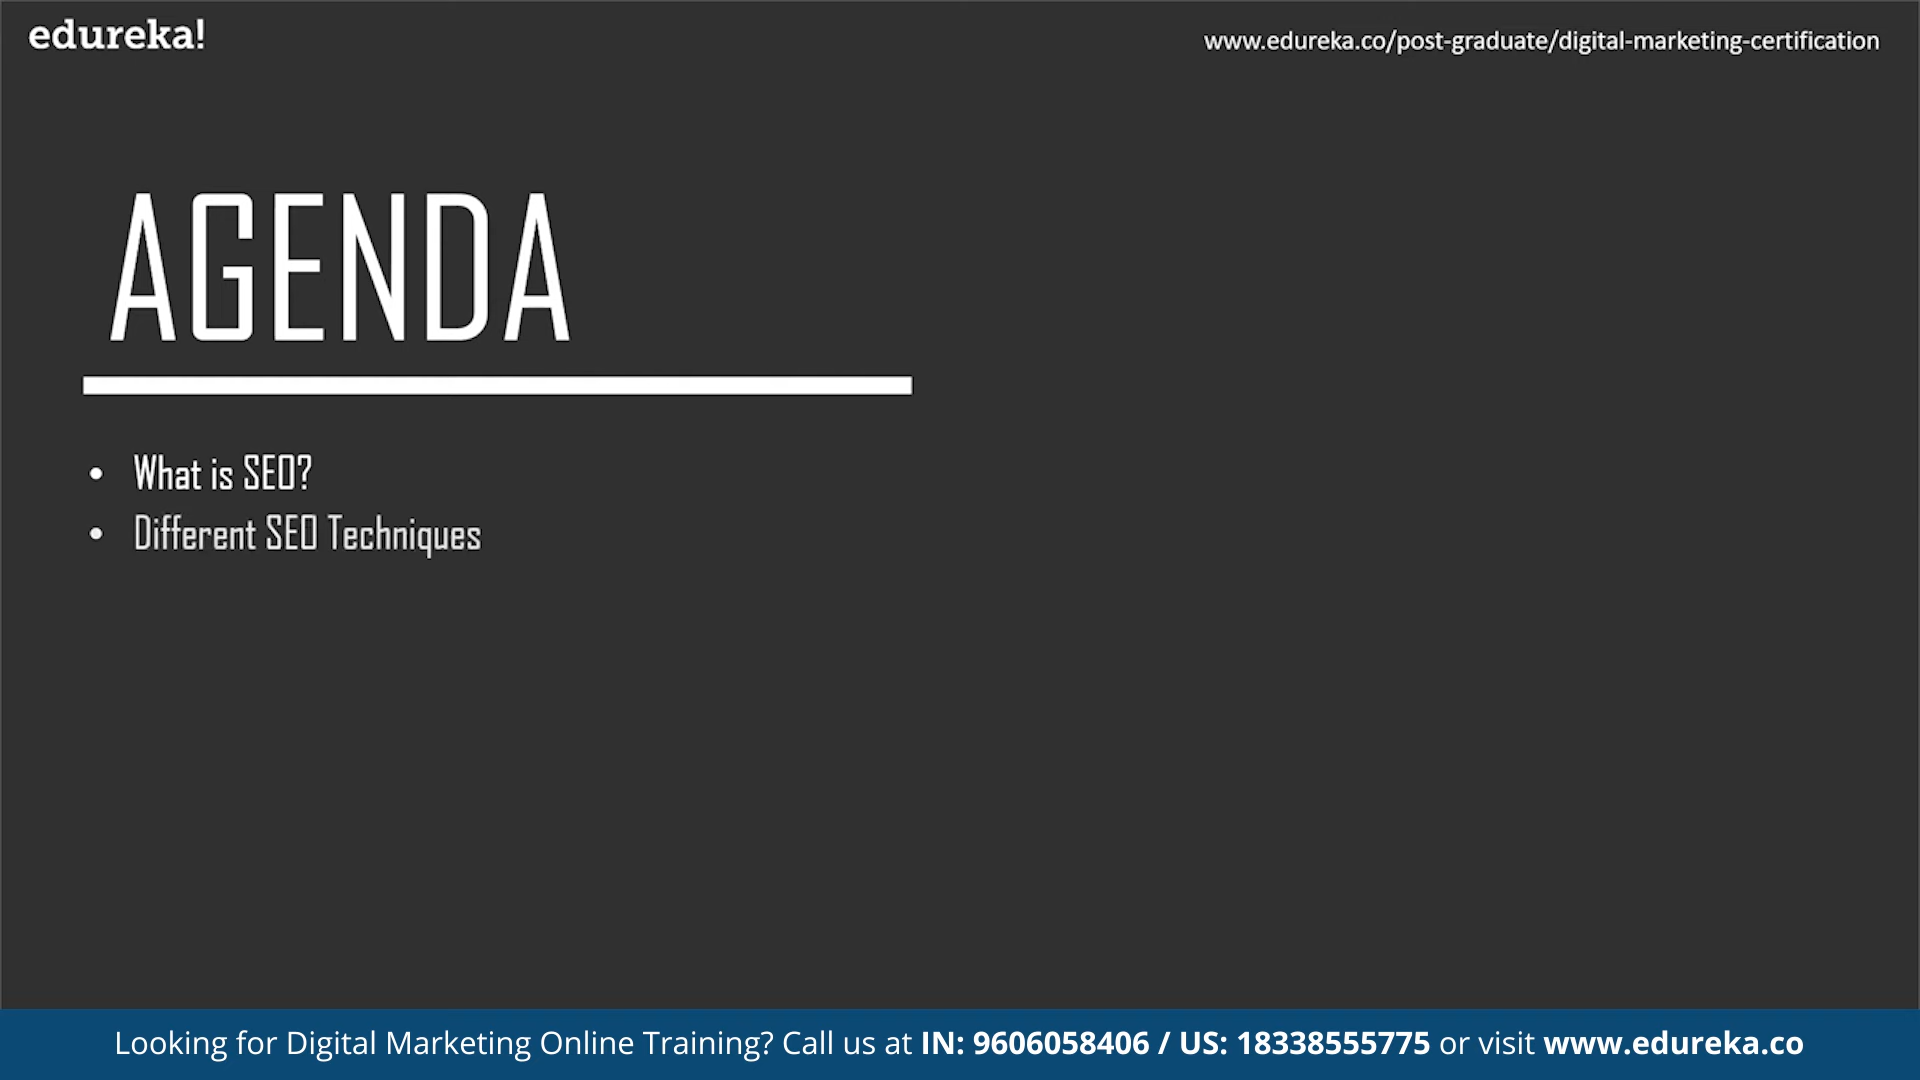 edureka!
www.edureka.co/post-graduate/digital-marketing-certification
AGENDA
• What is SEO?
• Different SEO Techniques
Looking for Digital Marketing Online Training? Call us at IN: 9606058406 / US: 18338555775 or visit www.edureka.co